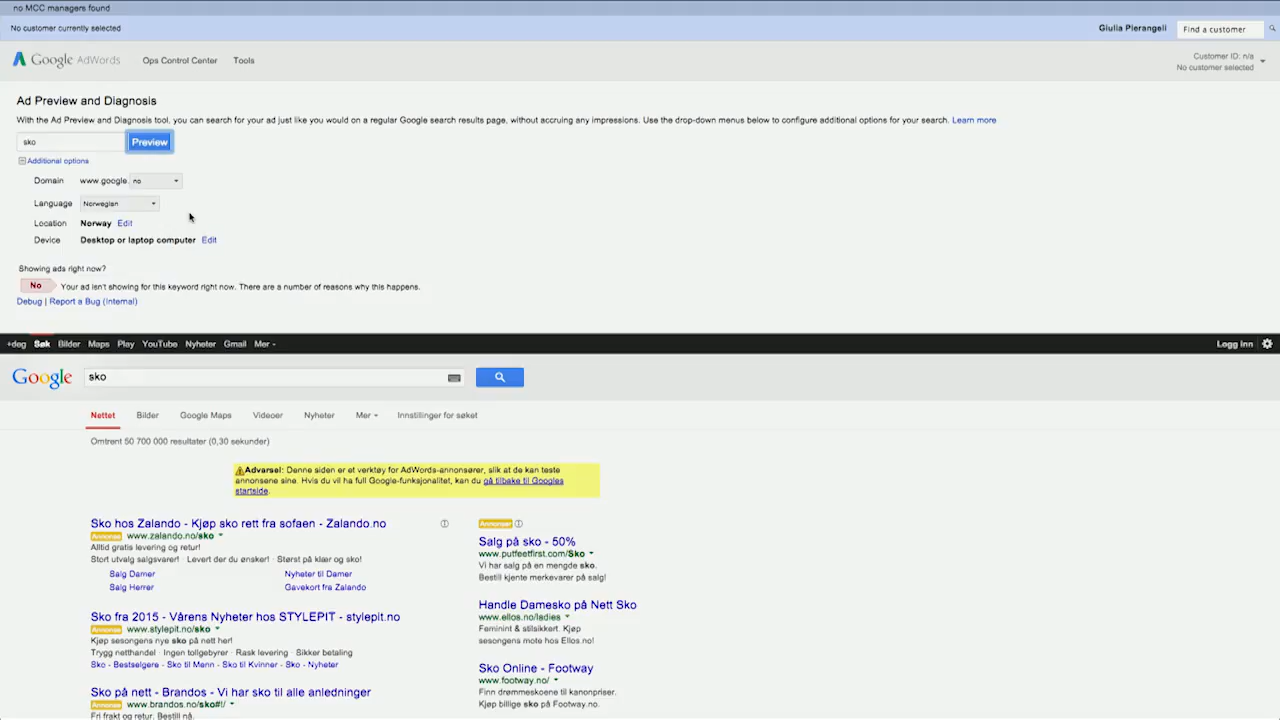 no MCC managers found
No customer currently selected
Giulia Pierangeli
Find a customer
Google AdWords
Ops Control Center
Tools
Customer ID: n/a
No customer selected
Ad Preview and Diagnosis
With the Ad Preview and Diagnosis tool, you can search for your ad just like you would on a regular Google search results page, without accruing any impressions. Use the drop-down menus below to configure additional options for your search. Learn more
sko
Preview
Additional options
Domain www.google. no
Language Norwegian
Location Norway Edit
Device Desktop or laptop computer Edit
Showing ads right now?
No Your ad isn't showing for this keyword right now. There are a number of reasons why this happens.
Debug | Report a Bug (Internal)
+deg Søk Bilder Maps Play YouTube Nyheter Gmail Mer
Logg inn
Google sko
Nettet Bilder Google Maps Videoer Nyheter Mer Innstillinger for søket
Omtrent 50 700 000 resultater (0,30 sekunder)
Advarsel: Denne siden er et verktøy for AdWords-annonsører, slik at de kan teste
annonsene sine. Hvis du vil ha full Google-funksjonalitet, kan du gå tilbake til Googles
startside.
Sko hos Zalando - Kjøp sko rett fra sofaen - Zalando.no
Annonse www.zalando.no/sko
Alltid gratis levering og retur!
Stort utvalg salgsvarer! · Levert der du ønsker! · Størst på klær og sko!
Salg Damer
Nyheter til Damer
Salg Herrer
Gavekort fra Zalando
Sko fra 2015 - Vårens Nyheter hos STYLEPIT - stylepit.no
Annonse www.stylepit.no/sko
Kjøp sesongens nye sko på nett her!
Trygg netthandel · Ingen tollgebyrer · Rask levering · Sikker betaling
Sko - Bestselgere - Sko til Menn - Sko til Kvinner - Sko - Nyheter
Sko på nett - Brandos - Vi har sko til alle anledninger
Annonse www.brandos.no/sko#!/
Fri frakt og retur. Bestill nå.
Annonser
Salg på sko - 50%
www.putfeetfirst.com/Sko
Vi har salg på en mengde sko.
Bestill kjente merkevarer på salg!
Handle Damesko på Nett Sko
www.ellos.no/ladies
Feminint & stilsikkert. Kjøp
sesongens mote hos Ellos.no!
Sko Online - Footway
www.footway.no/
Finn drømmeskoene til kanonpriser.
Kjøp billige sko på Footway.no.